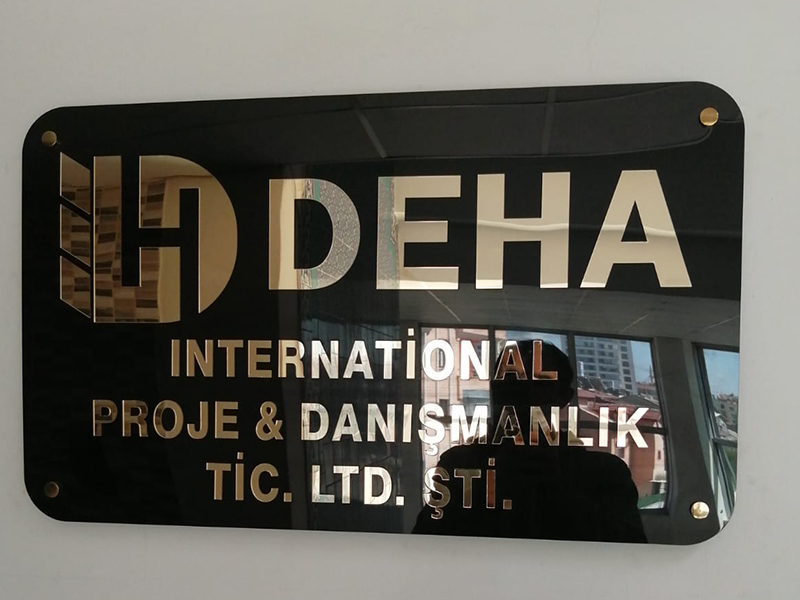 DEHA
INTERNATİONAL
PROJE & DANIŞMANLIK
TİC. LTD. ŞTİ.